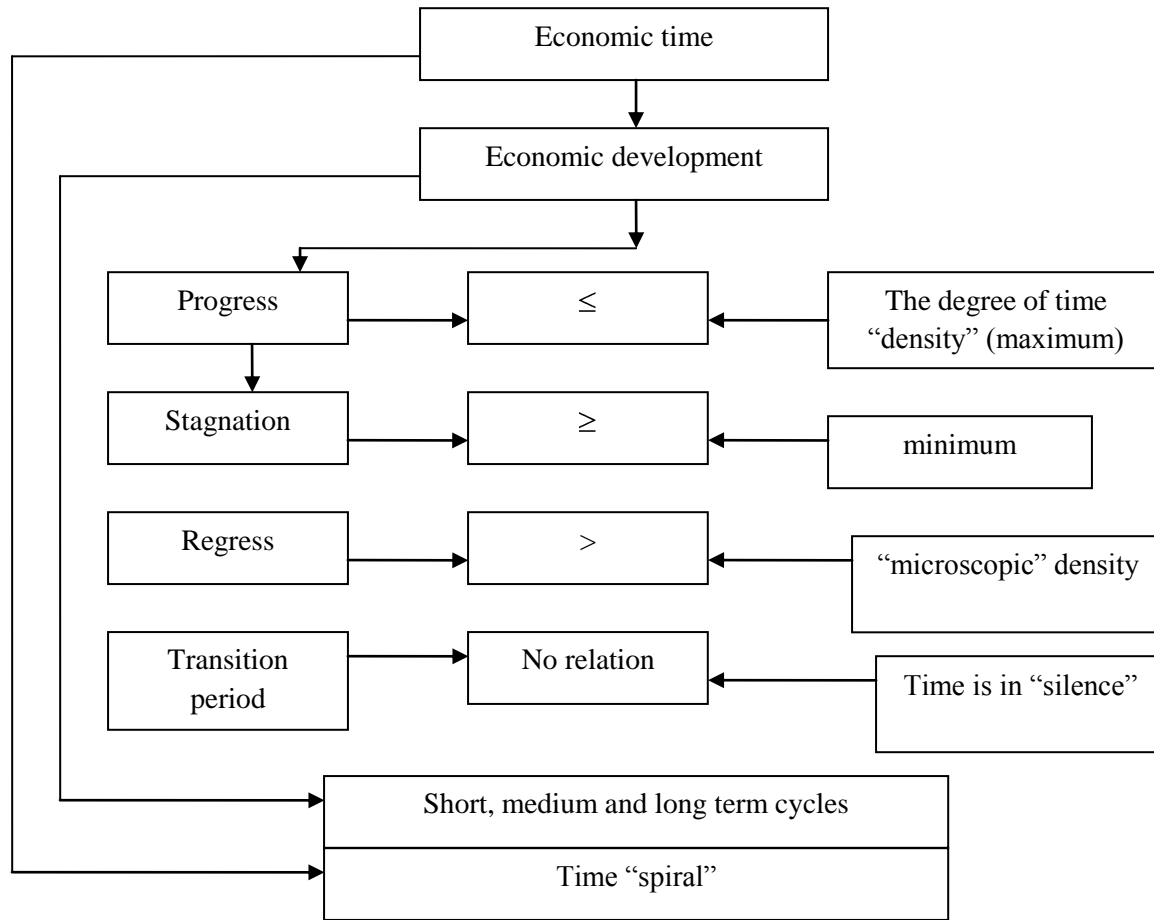 Economic time
Economic development
Progress
≤
The degree of time
“density” (maximum)
Stagnation
≥
minimum
Regress
>
“microscopic” density
Transition
period
No relation
Time is in “silence”
Short, medium and long term cycles
Time “spiral”